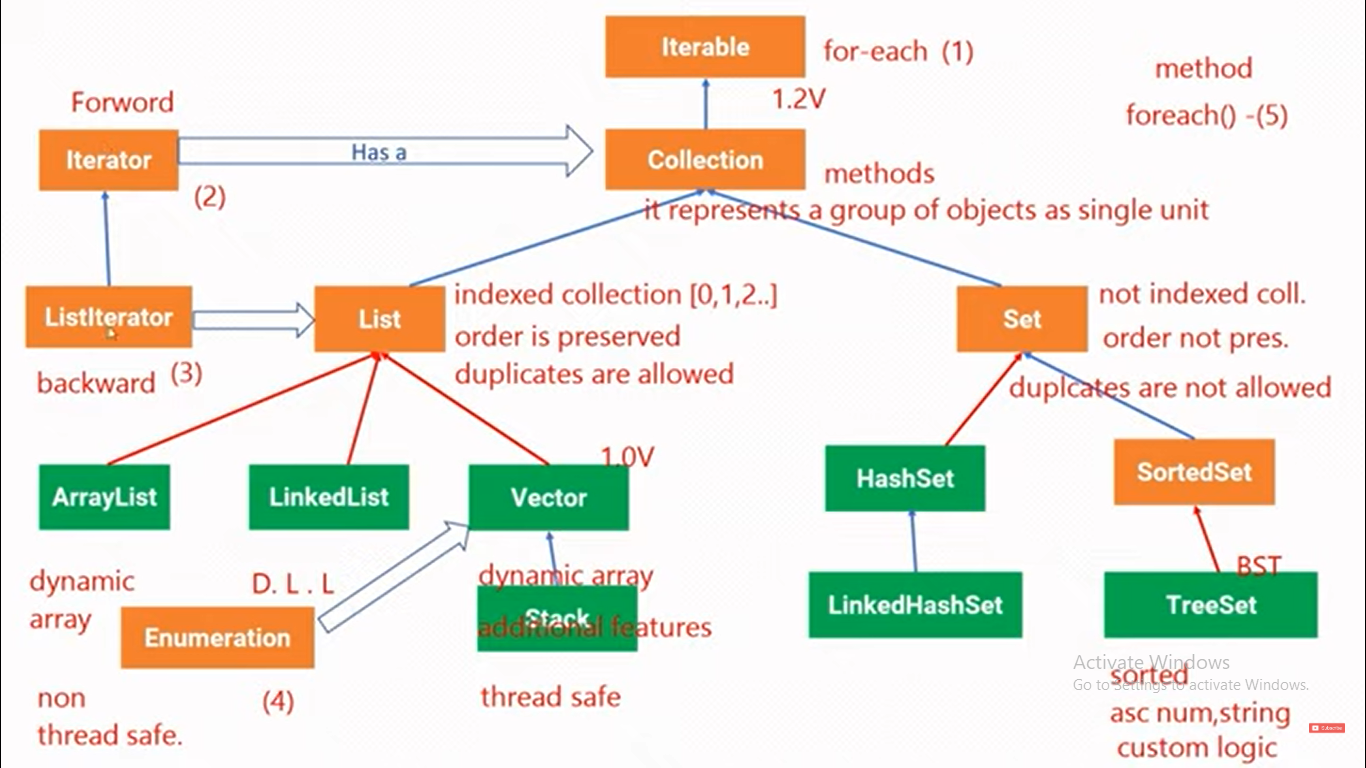 Iterable
for-each (1)
method
foreach() -(5)
1.2V
Forword
Iterator
Has a
Collection
(2)
methods
it represents a group of objects as single unit
ListIterator
List
indexed collection [0,1,2..]
order is preserved
duplicates are allowed
Set
not indexed coll.
order not pres.
duplcates are not allowed
backward (3)
1.0V
ArrayList
LinkedList
Vector
HashSet
SortedSet
dynamic
array
D. L . L
dynamic array
Stack
additional features
BST
LinkedHashSet
TreeSet
Enumeration
(4)
non
thread safe.
thread safe
Activate Windows
Go to Settings to activate Windows.
sorted
asc num,string
custom logic
Subscribe